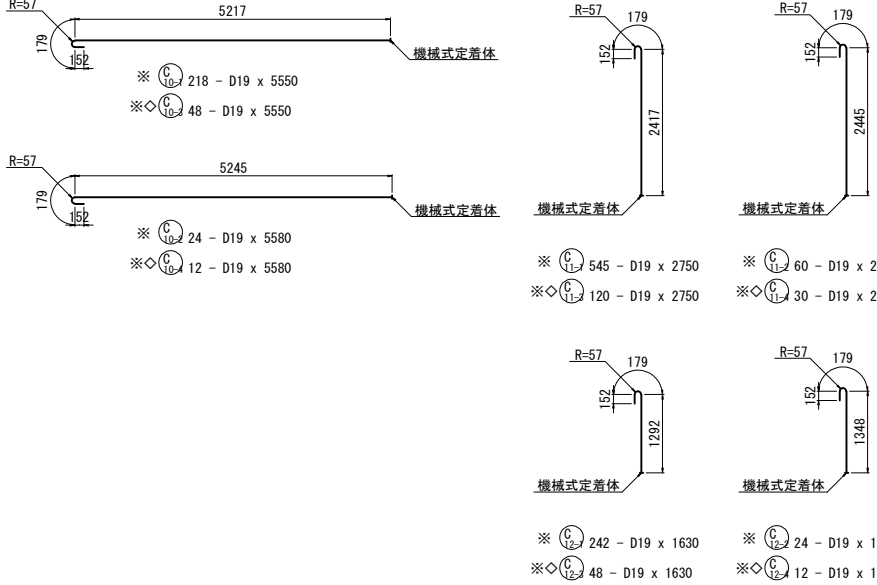 R=57
5217
179
152
機械式定着体
※ C 10-1 218 - D19 x 5550
※◇ C 10-3 48 - D19 x 5550
R=57
5245
179
152
機械式定着体
※ C 10-2 24 - D19 x 5580
※◇ C 10-4 12 - D19 x 5580
R=57
179
152
2417
機械式定着体
※ C 11-1 545 - D19 x 2750
※◇ C 11-3 120 - D19 x 2750
R=57
179
152
2445
機械式定着体
※ C 11-2 60 - D19 x 2
※◇ C 11-4 30 - D19 x 2
R=57
179
152
1292
機械式定着体
※ C 12-1 242 - D19 x 1630
※◇ C 12-3 48 - D19 x 1630
R=57
179
152
1348
機械式定着体
※ C 12-2 24 - D19 x 1
※◇ C 12-4 12 - D19 x 1